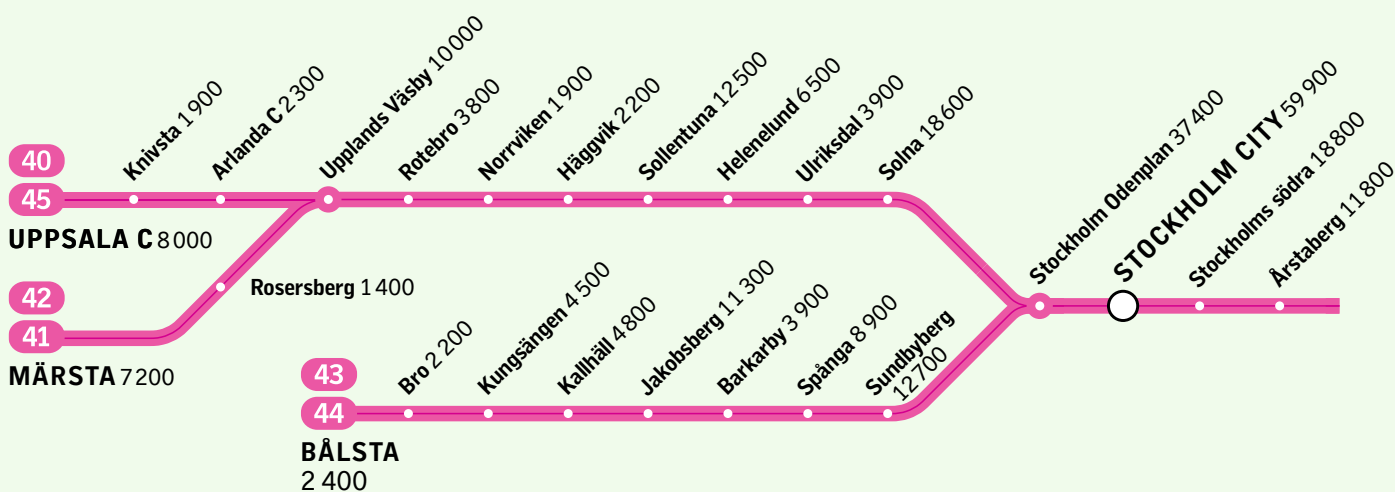 Knivsta 1 900
Arlanda C 2 300
Upplands Väsby 10 000
Rotebro 3 800
Norrviken 1 900
Häggvik 2 200
Sollentuna 12 500
Helenelund 6 500
Ulriksdal 3 900
Solna 18 600
40
45
UPPSALA C 8 000
Stockholm Odenplan 37 400
STOCKHOLM CITY 59 900
Stockholms södra 18 800
Årstaberg 11 800
Rosersberg 1 400
42
41
MÄRSTA 7 200
Bro 2 200
Kungsängen 4 500
Kallhäll 4 800
Jakobsberg 11 300
Barkarby 3 900
Spånga 8 900
Sundbyberg
12 700
43
44
BÅLSTA
2 400